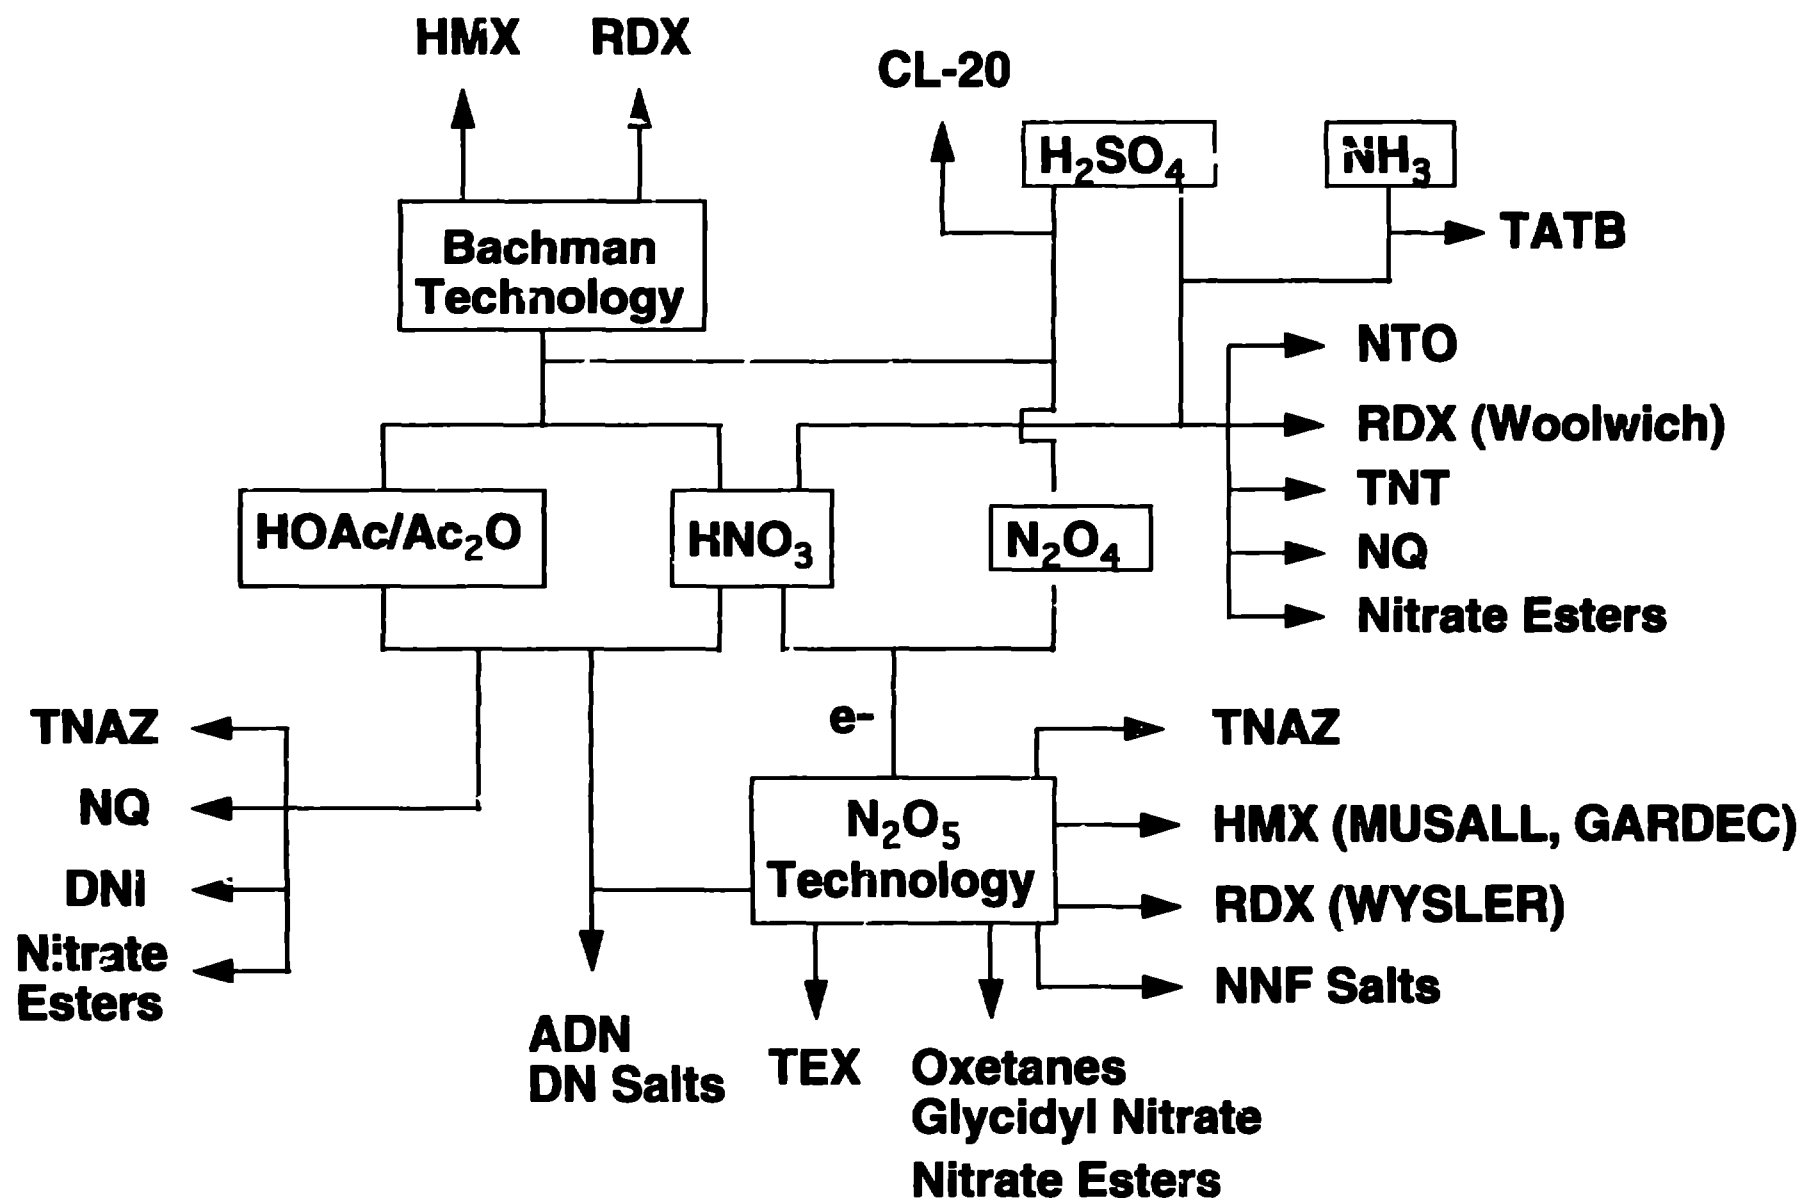 HMX
RDX
CL-20
H₂SO₄
NH₃
Bachman
Technology
TATB
NTO
RDX (Woolwich)
TNT
NQ
Nitrate Esters
HOAc/Ac₂O
HNO₃
N₂O₄
e-
TNAZ
NQ
DNI
Nitrate
Esters
N₂O₅
Technology
TNAZ
HMX (MUSALL, GARDEC)
RDX (WYSLER)
NNF Salts
ADN
DN Salts
TEX
Oxetanes
Glycidyl Nitrate
Nitrate Esters